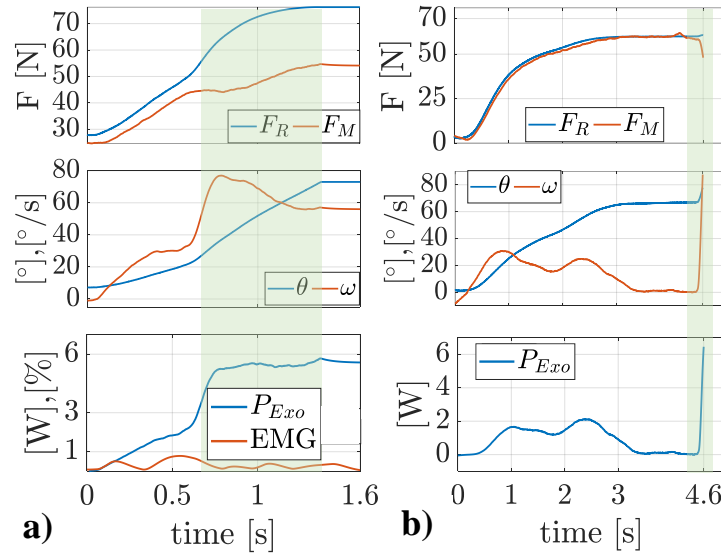 70
60
50
40
30
F [N]
F_R F_M
80
60
40
20
0
[°],[°/s]
θ ω
6
3
1
[W],[%]
P_Exo
EMG
0 0.5 1 1.6
time [s]
a)
60
50
25
0
F [N]
F_R F_M
80
60
40
20
0
[°],[°/s]
θ ω
6
4
2
0
[W]
P_Exo
0 1 2 3 4.6
time [s]
b)